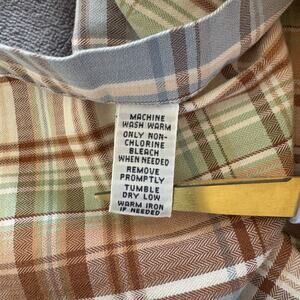 MACHINE
WASH WARM
ONLY NON-
CHLORINE
BLEACH
WHEN NEEDED
REMOVE
PROMPTLY
TUMBLE
DRY LOW
WARM IRON
IF NEEDED